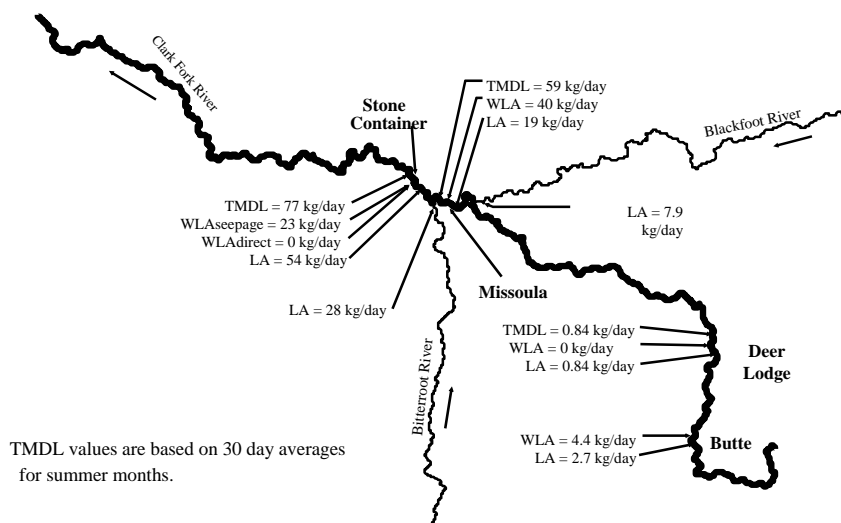 Clark Fork River
Stone
Container
TMDL = 59 kg/day
WLA = 40 kg/day
LA = 19 kg/day
Blackfoot River
TMDL = 77 kg/day
WLAseepage = 23 kg/day
WLAdirect = 0 kg/day
LA = 54 kg/day
LA = 7.9
kg/day
Missoula
LA = 28 kg/day
Bitterroot River
TMDL = 0.84 kg/day
WLA = 0 kg/day
LA = 0.84 kg/day
Deer
Lodge
WLA = 4.4 kg/day
LA = 2.7 kg/day
Butte
TMDL values are based on 30 day averages
for summer months.